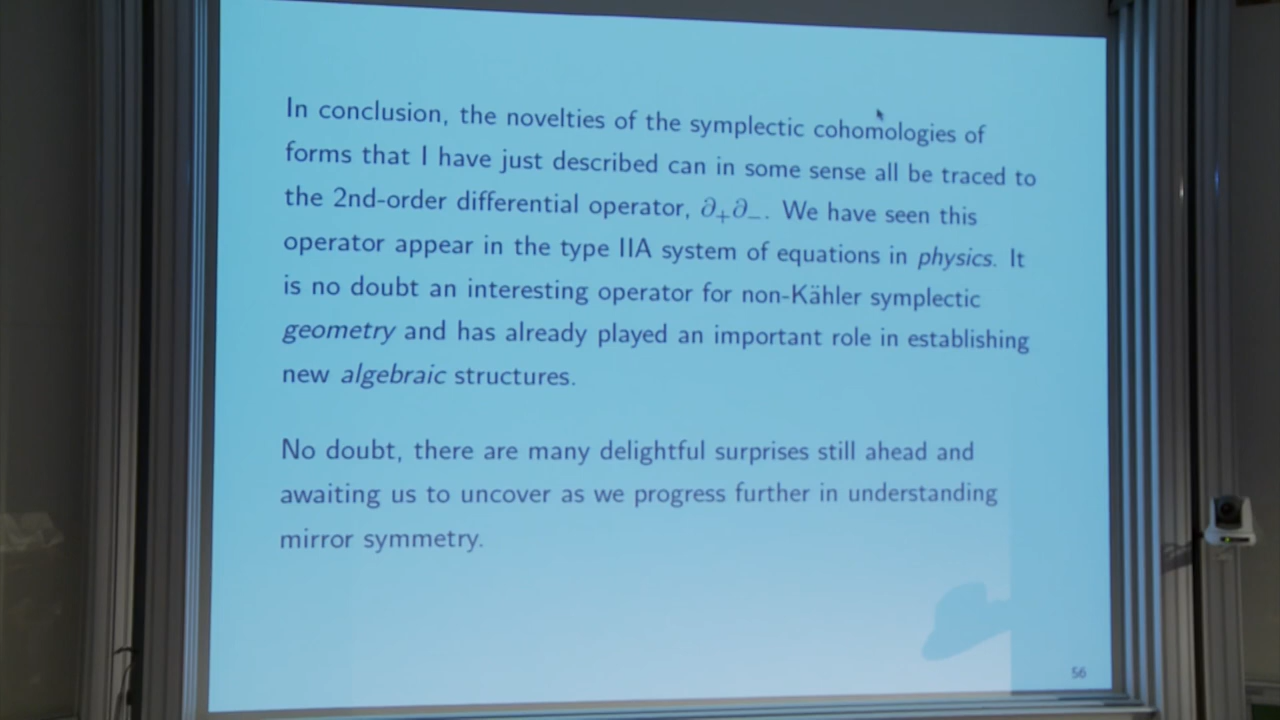 In conclusion, the novelties of the symplectic cohomologies of
forms that I have just described can in some sense all be traced to
the 2nd-order differential operator, ∂₊∂₋. We have seen this
operator appear in the type IIA system of equations in physics. It
is no doubt an interesting operator for non-Kähler symplectic
geometry and has already played an important role in establishing
new algebraic structures.
No doubt, there are many delightful surprises still ahead and
awaiting us to uncover as we progress further in understanding
mirror symmetry.
56